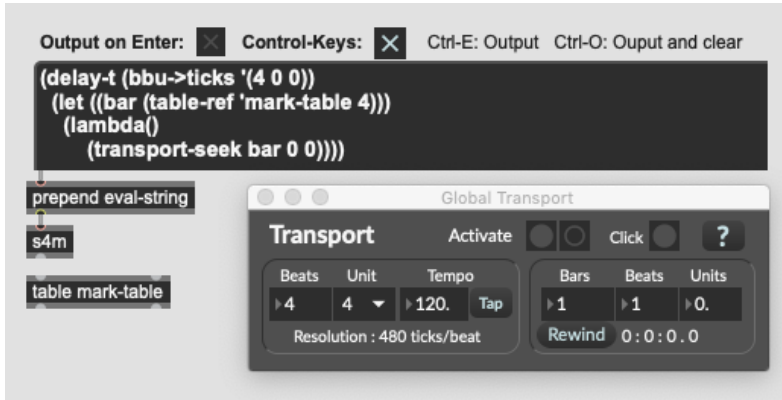 Output on Enter: Control-Keys: Ctrl-E: Output Ctrl-O: Ouput and clear
(delay-t (bbu->ticks '(4 0 0))
(let ((bar (table-ref 'mark-table 4)))
(lambda()
(transport-seek bar 0 0))))
prepend eval-string
s4m
table mark-table
Global Transport
Transport Activate Click ?
Beats Unit Tempo
4 4 120. Tap
Resolution : 480 ticks/beat
Bars Beats Units
1 1 0.
Rewind 0:0:0.0